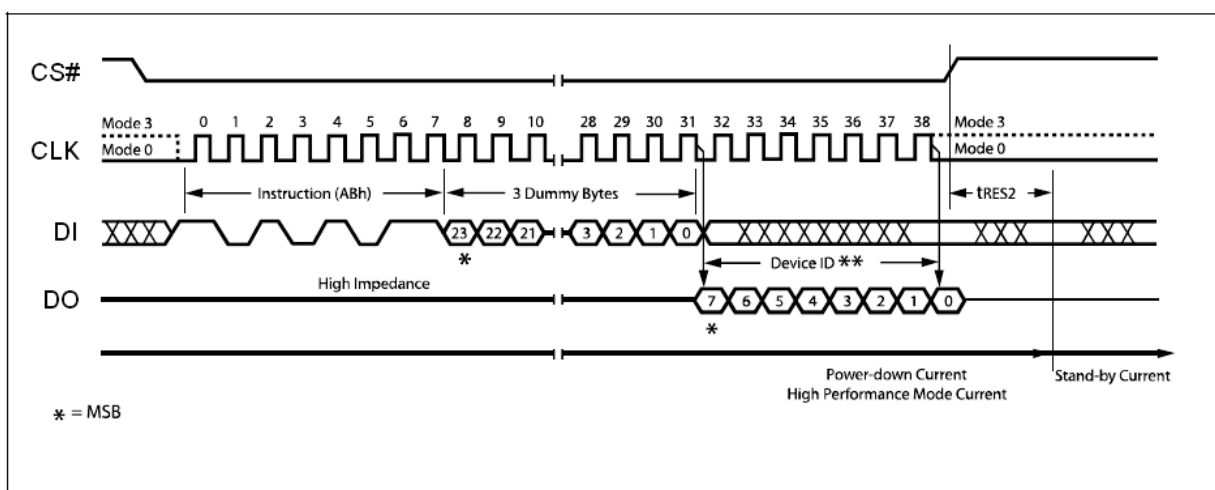 CS#
Mode 3 0 1 2 3 4 5 6 7 8 9 10 28 29 30 31 32 33 34 35 36 37 38 Mode 3
CLK Mode 0 Mode 0
Instruction (ABh) 3 Dummy Bytes tRES2
DI 23 22 21 3 2 1 0
* Device ID **
High Impedance
DO 7 6 5 4 3 2 1 0
*
Power-down Current Stand-by Current
High Performance Mode Current
* = MSB